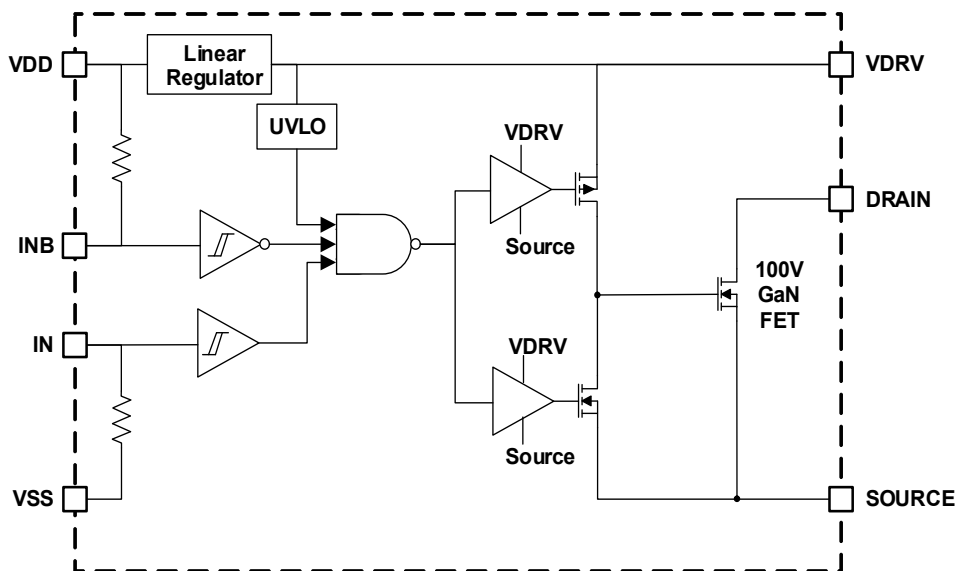 Linear
Regulator
VDD
VDRV
UVLO
VDRV
DRAIN
INB
Source
100V
GaN
FET
IN
VDRV
Source
VSS
SOURCE